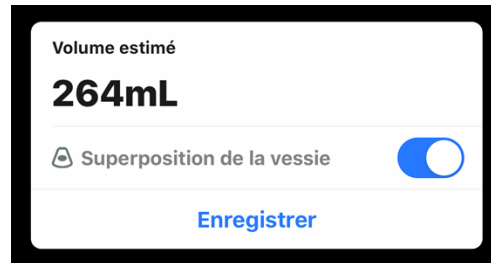 Volume estimé
264mL
Superposition de la vessie
Enregistrer